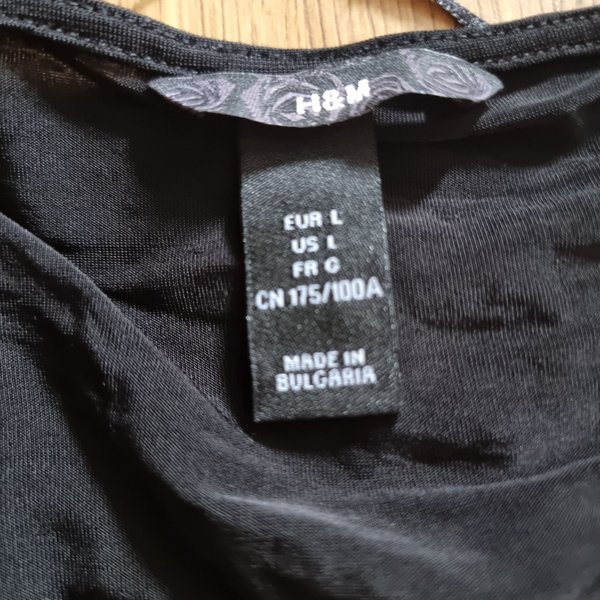 H&M
EUR L
US L
FR G
CN 175/100A
MADE IN
BULGARIA